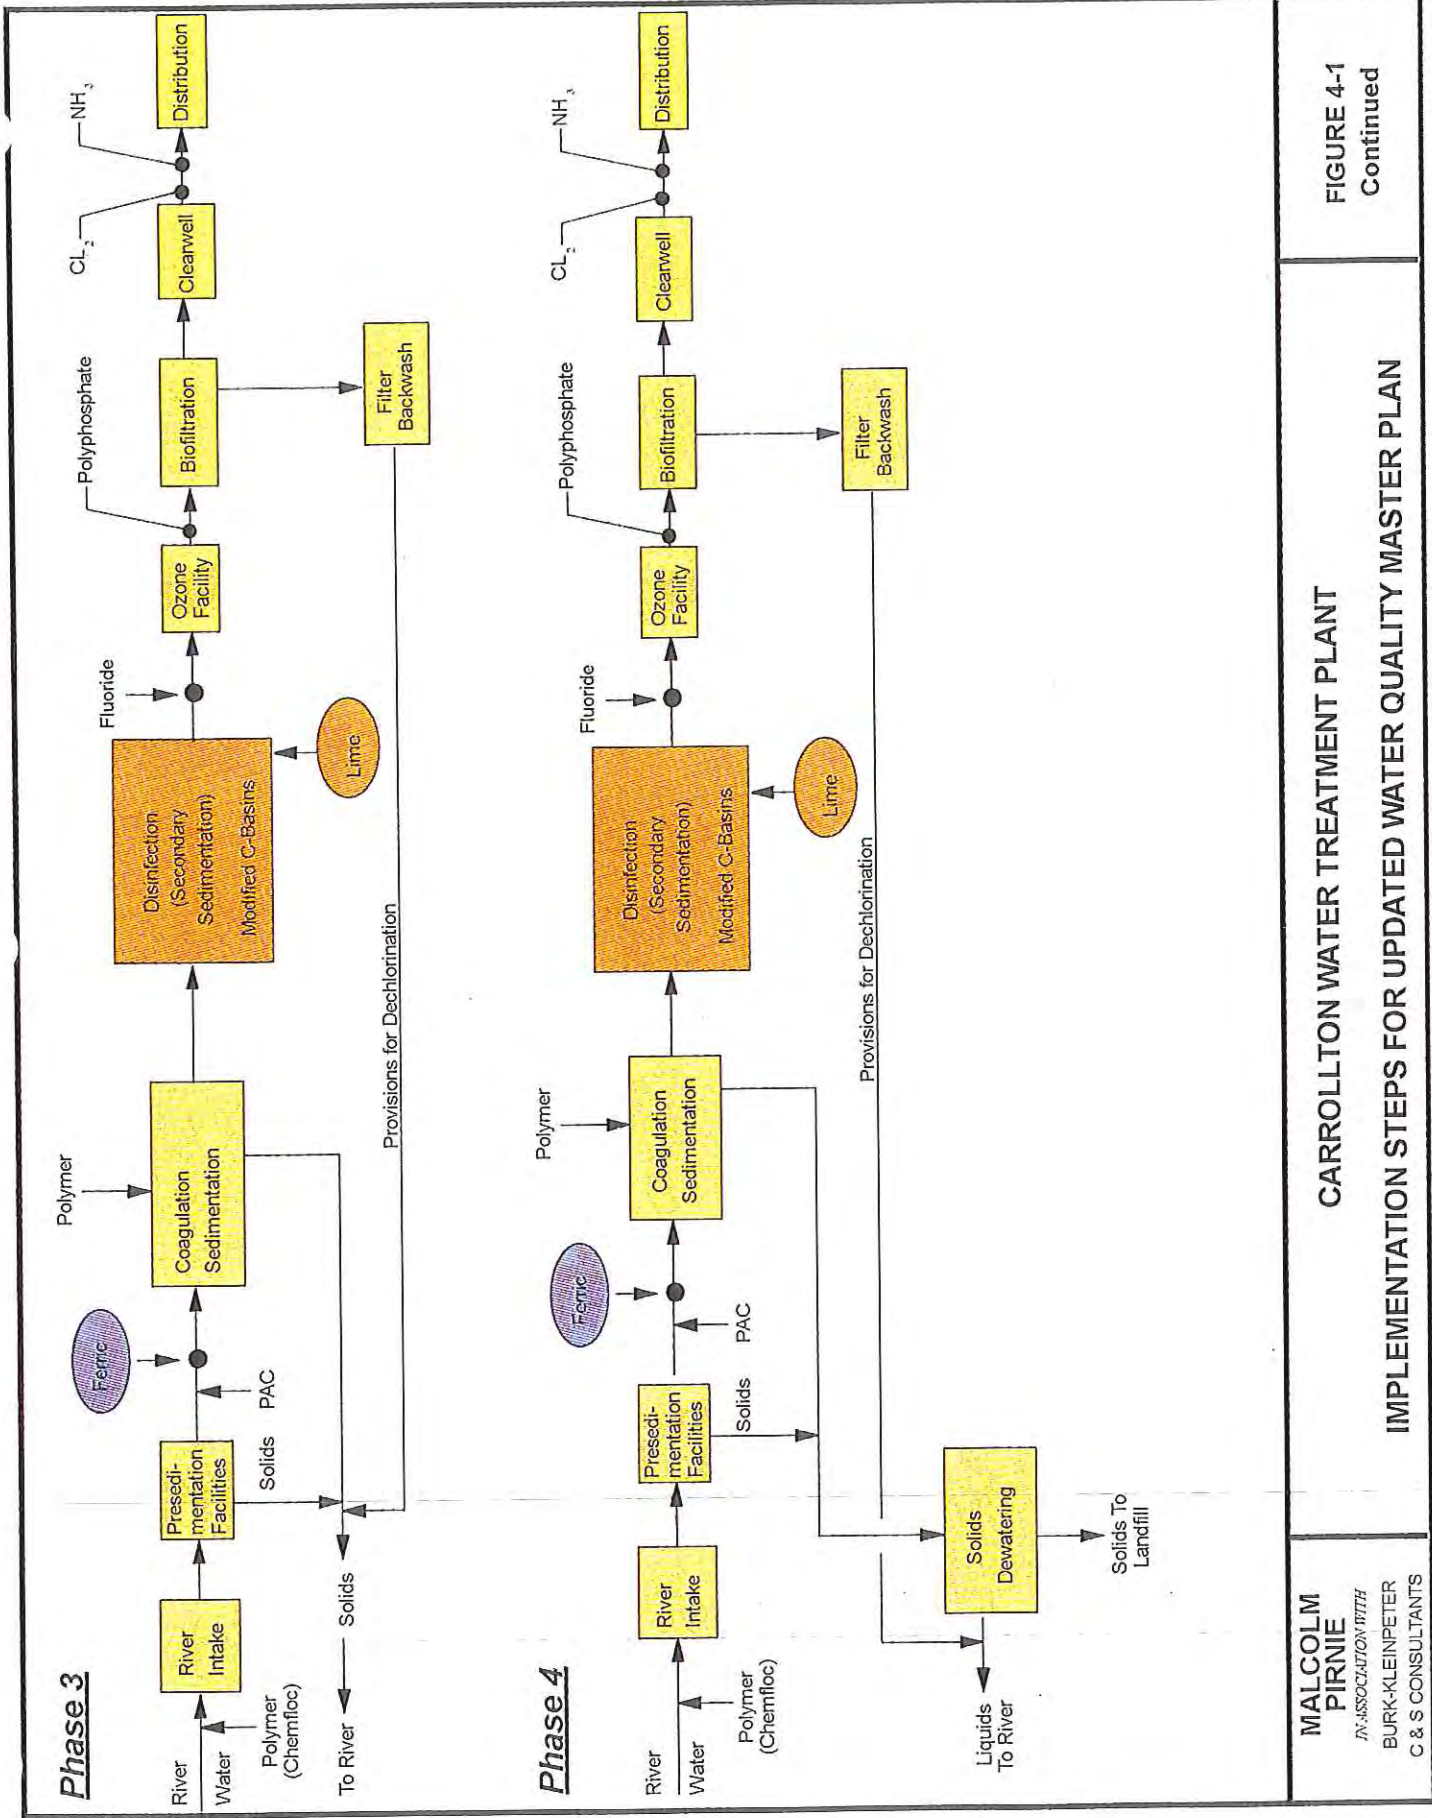 Phase 3
River
Water
Polymer
(Chemfloc)
River
Intake
Presedi-
mentation
Facilities
Solids
PAC
Ferric
Polymer
Coagulation
Sedimentation
Disinfection
(Secondary
Sedimentation)
Modified C-Basins
Lime
Fluoride
Ozone
Facility
Polyphosphate
Biofiltration
Filter
Backwash
Clearwell
CL2
NH3
Distribution
Provisions for Dechlorination
To River
Solids
Phase 4
River
Water
Polymer
(Chemfloc)
River
Intake
Presedi-
mentation
Facilities
Solids
PAC
Ferric
Polymer
Coagulation
Sedimentation
Disinfection
(Secondary
Sedimentation)
Modified C-Basins
Lime
Fluoride
Ozone
Facility
Polyphosphate
Biofiltration
Filter
Backwash
Clearwell
CL2
NH3
Distribution
Provisions for Dechlorination
Solids
Dewatering
Liquids
To River
Solids To
Landfill
MALCOLM
PIRNIE
IN ASSOCIATION WITH
BURK-KLEINPETER
C & S CONSULTANTS
CARROLLTON WATER TREATMENT PLANT
IMPLEMENTATION STEPS FOR UPDATED WATER QUALITY MASTER PLAN
FIGURE 4-1
Continued